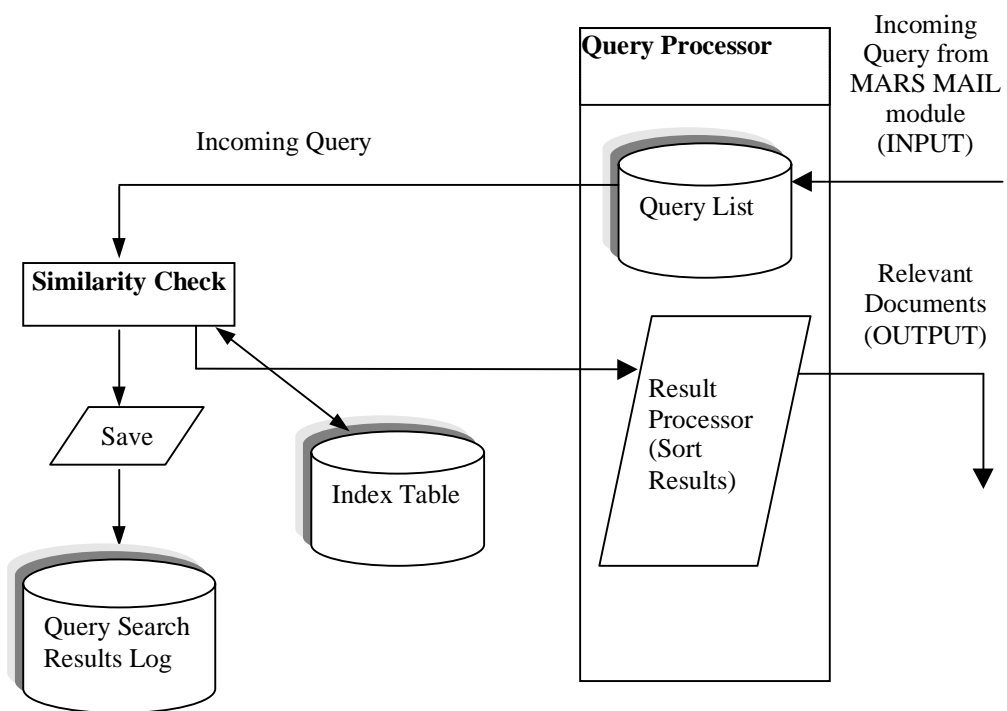 Query Processor
Incoming
Query from
MARS MAIL
module
(INPUT)
Incoming Query
Query List
Similarity Check
Relevant
Documents
(OUTPUT)
Result
Processor
(Sort
Results)
Save
Index Table
Query Search
Results Log